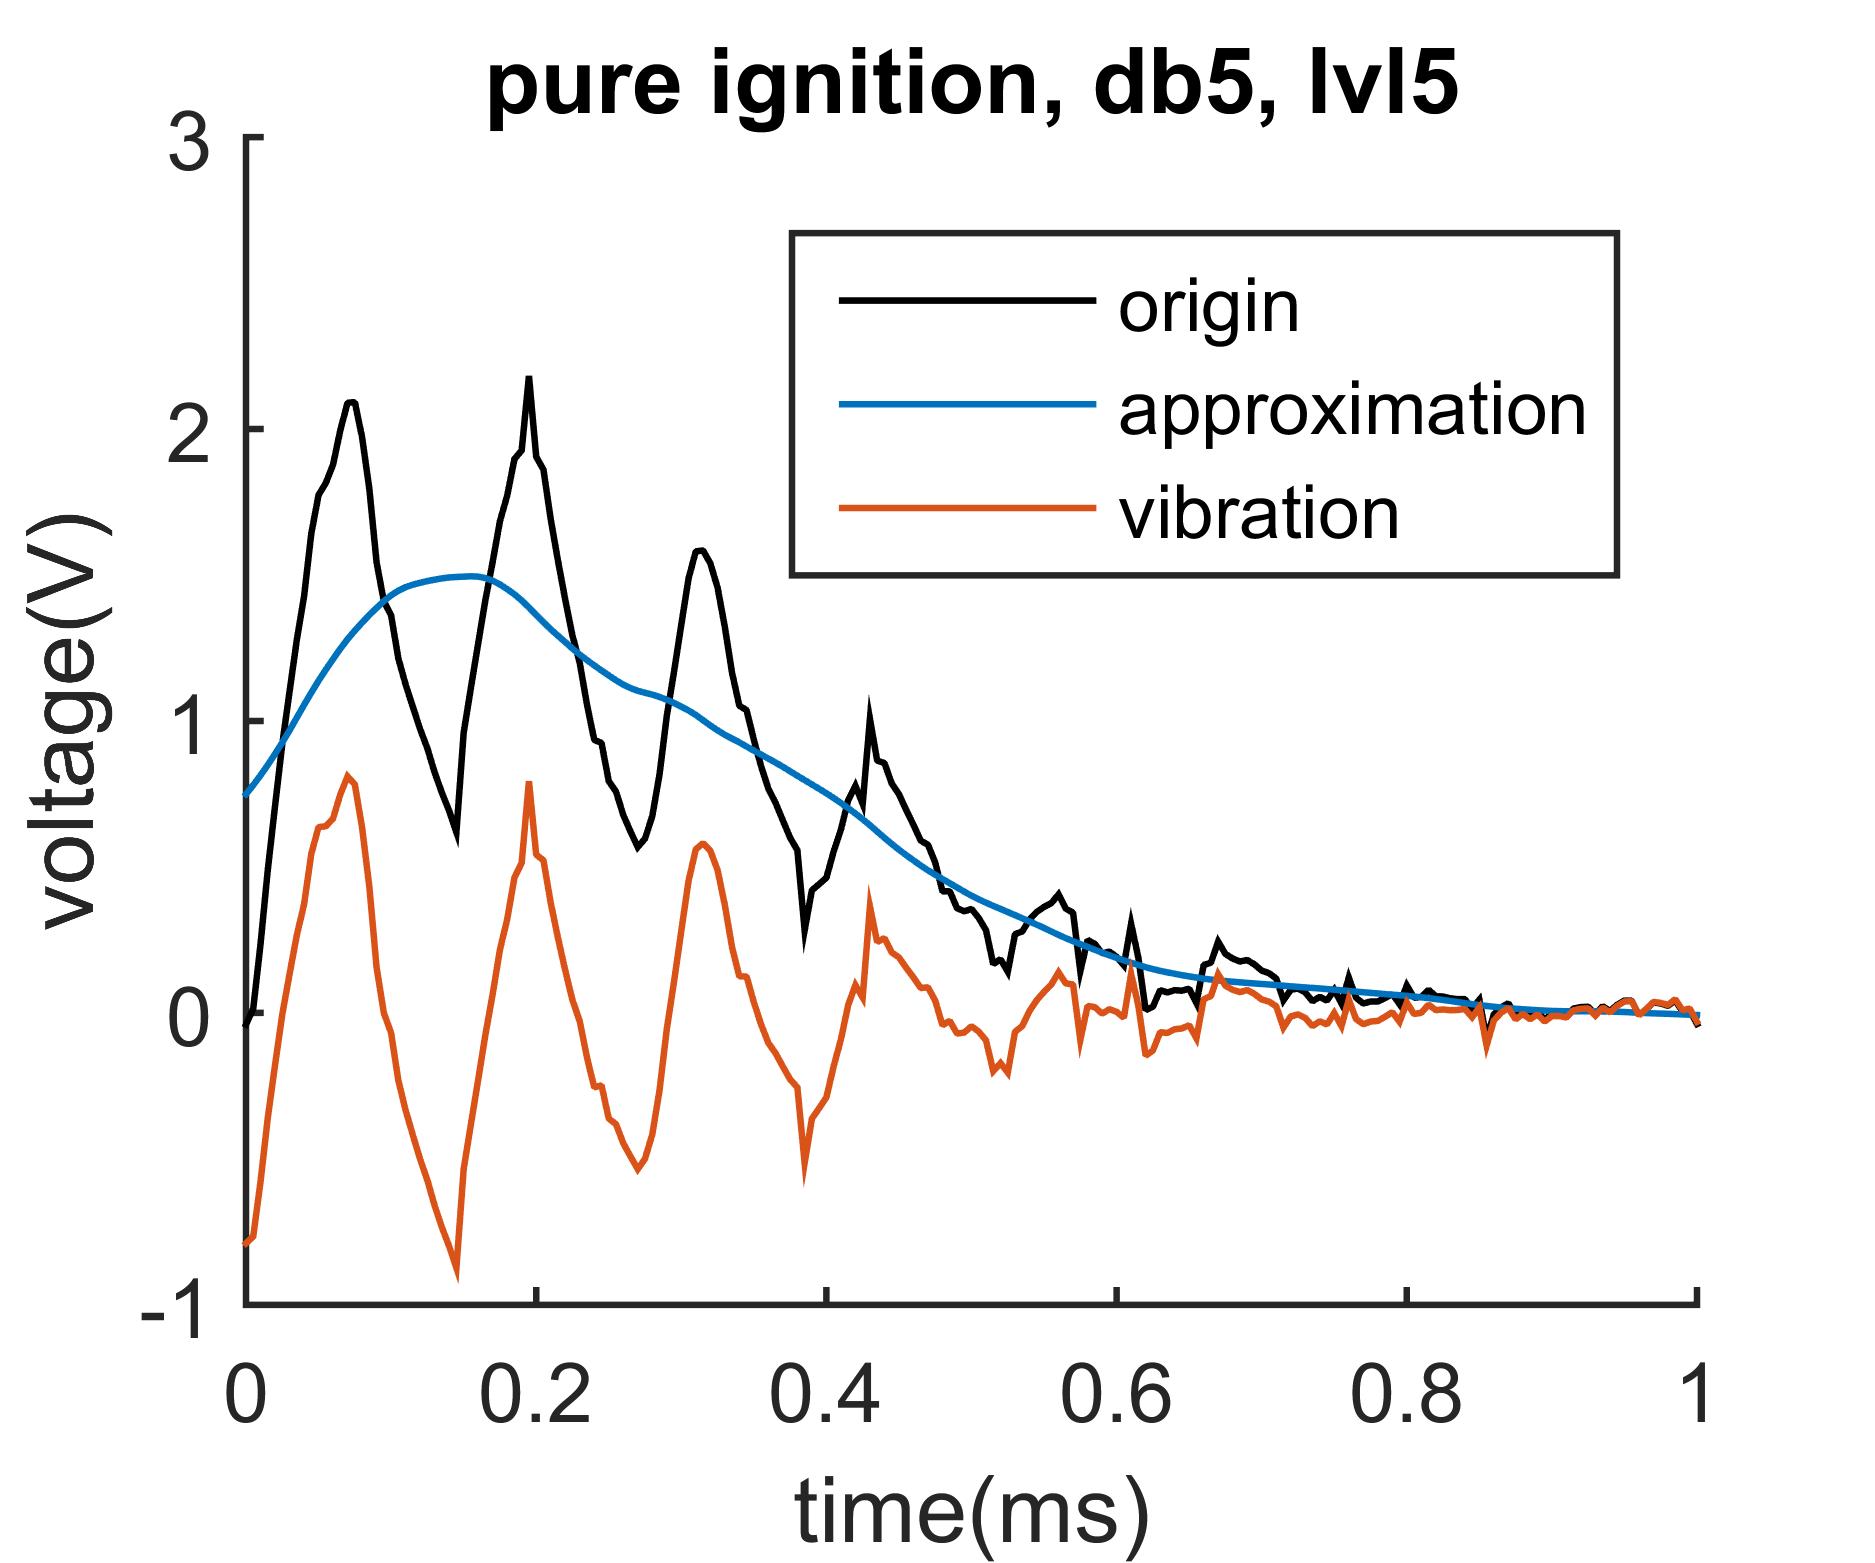 pure ignition, db5, lvl5
3
2
1
0
-1
voltage(V)
origin
approximation
vibration
0 0.2 0.4 0.6 0.8 1
time(ms)